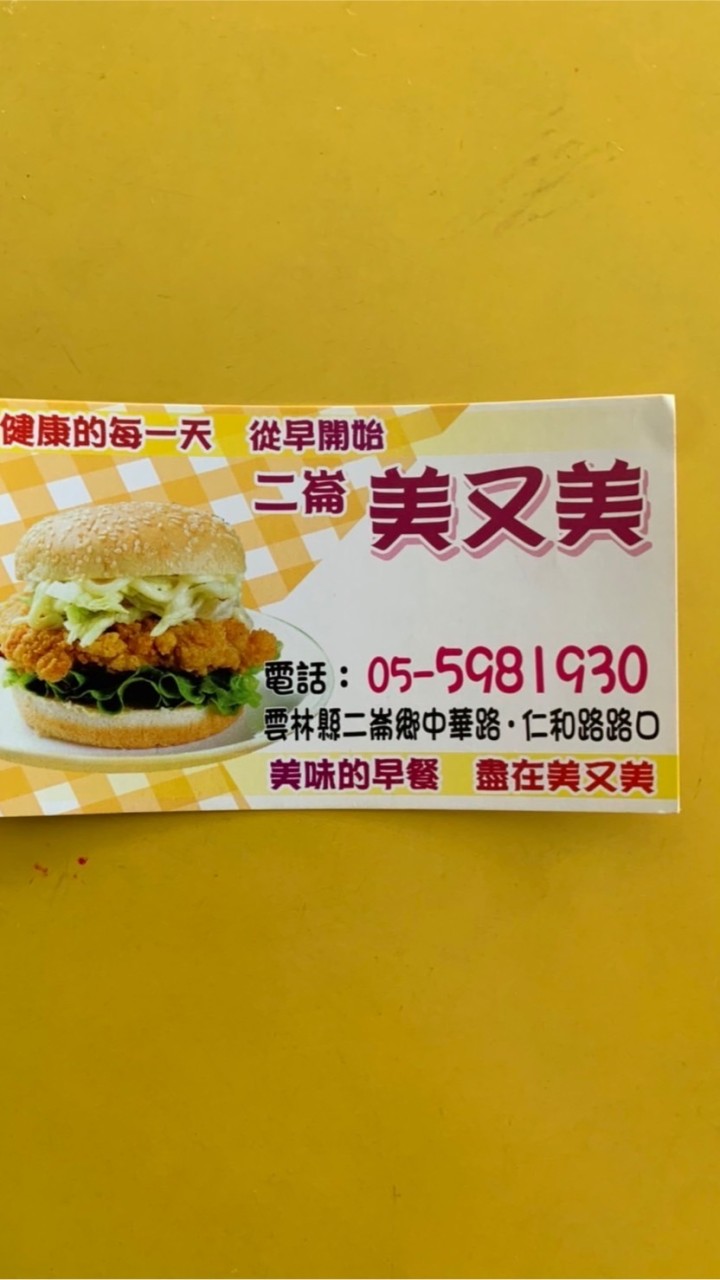 健康的每一天 從早開始
二崙 美又美
電話：05-5981930
雲林縣二崙鄉中華路·仁和路路口
美味的早餐 盡在美又美